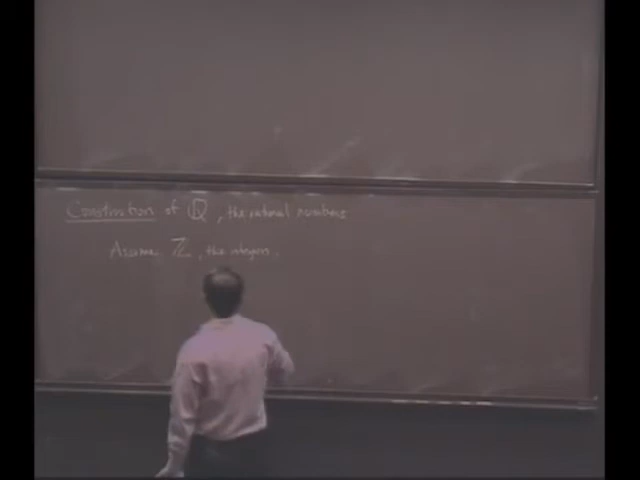 Construction of ℚ, the rational numbers
Assume ℤ, the integers.